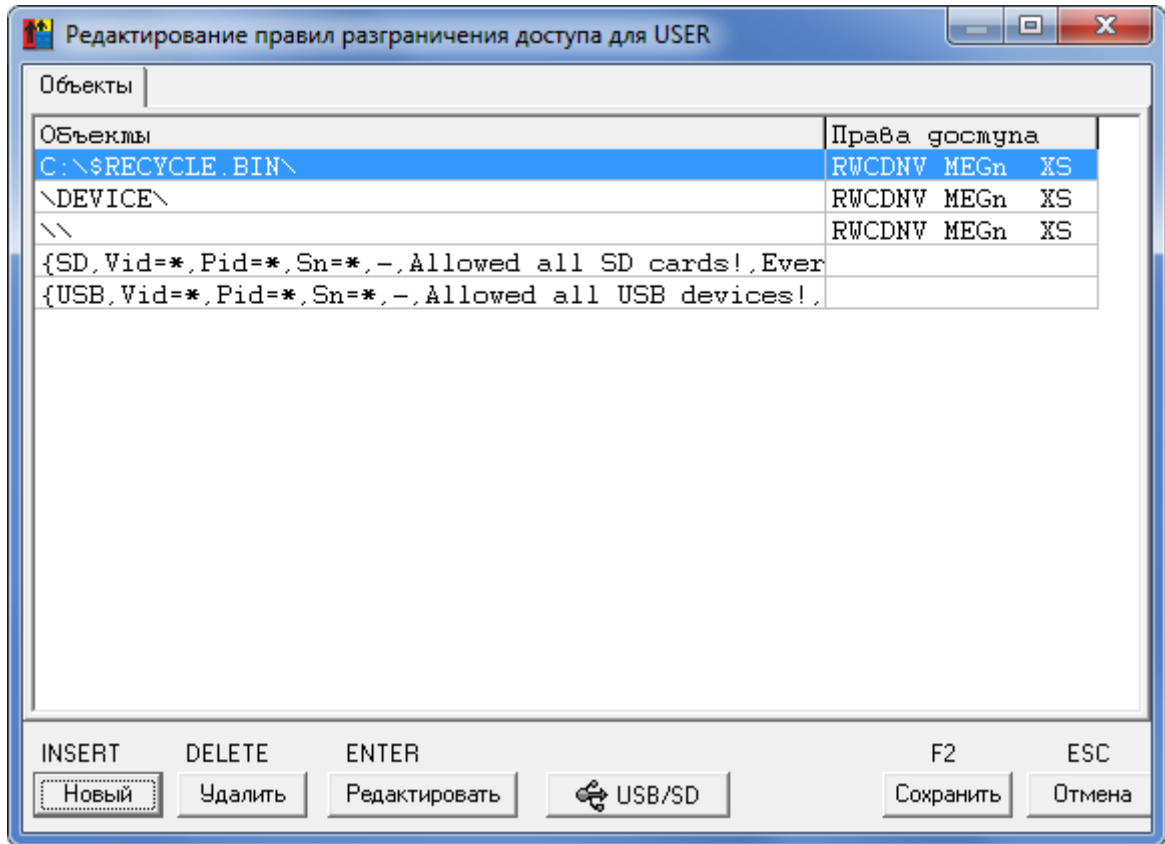 Редактирование правил разграничения доступа для USER
Объекты
Объекты Права доступа
C:\$RECYCLE.BIN\ RWCDNV MEGn XS
\DEVICE\ RWCDNV MEGn XS
\\ RWCDNV MEGn XS
{SD,Vid=*,Pid=*,Sn=*,-,Allowed all SD cards!,Ever
{USB,Vid=*,Pid=*,Sn=*,-,Allowed all USB devices!,
INSERT DELETE ENTER F2 ESC
Новый Удалить Редактировать USB/SD Сохранить Отмена